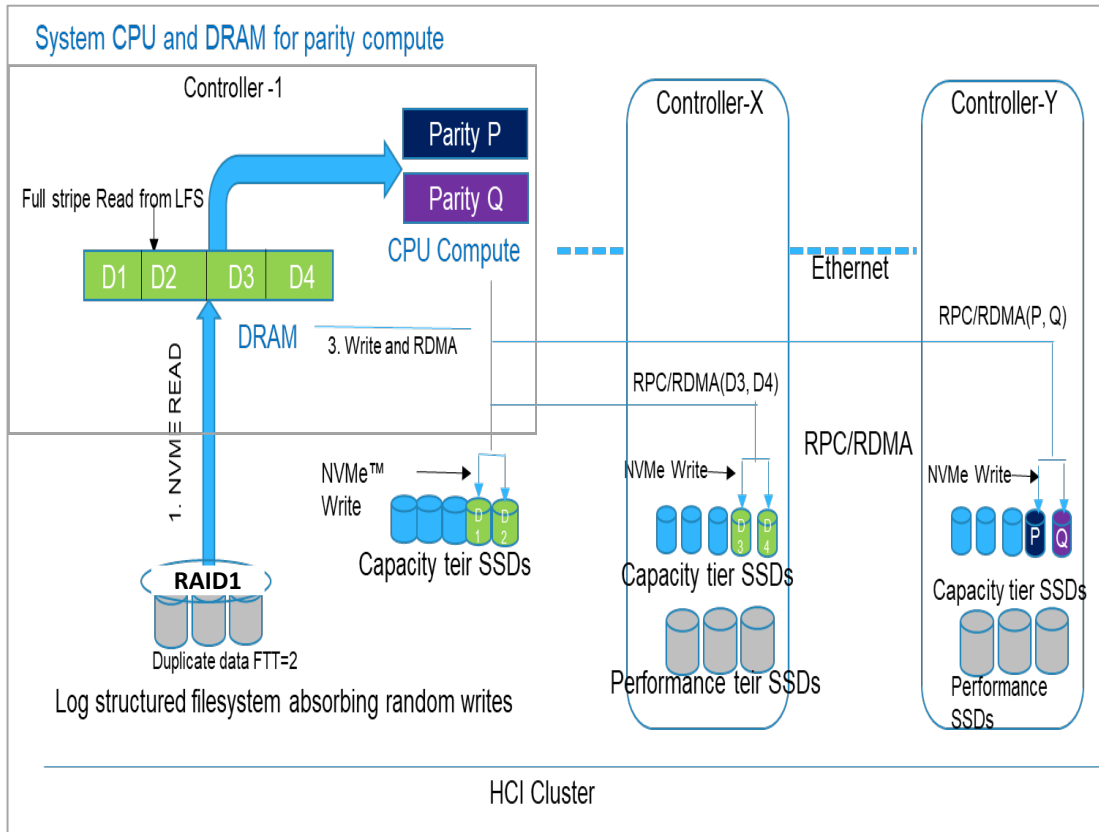 System CPU and DRAM for parity compute
Controller -1
Parity P
Parity Q
CPU Compute
Full stripe Read from LFS
D1 D2 D3 D4
DRAM
3. Write and RDMA
1. NVME READ
RAID1
Duplicate data FTT=2
Log structured filesystem absorbing random writes
NVMe™
Write
D
1
D
2
Capacity teir SSDs
Controller-X
RPC/RDMA(D3, D4)
NVMe Write
D
3
D
4
Capacity tier SSDs
Performance teir SSDs
Ethernet
RPC/RDMA
Controller-Y
RPC/RDMA(P, Q)
NVMe Write
P
Q
Capacity tier SSDs
Performance
SSDs
HCI Cluster